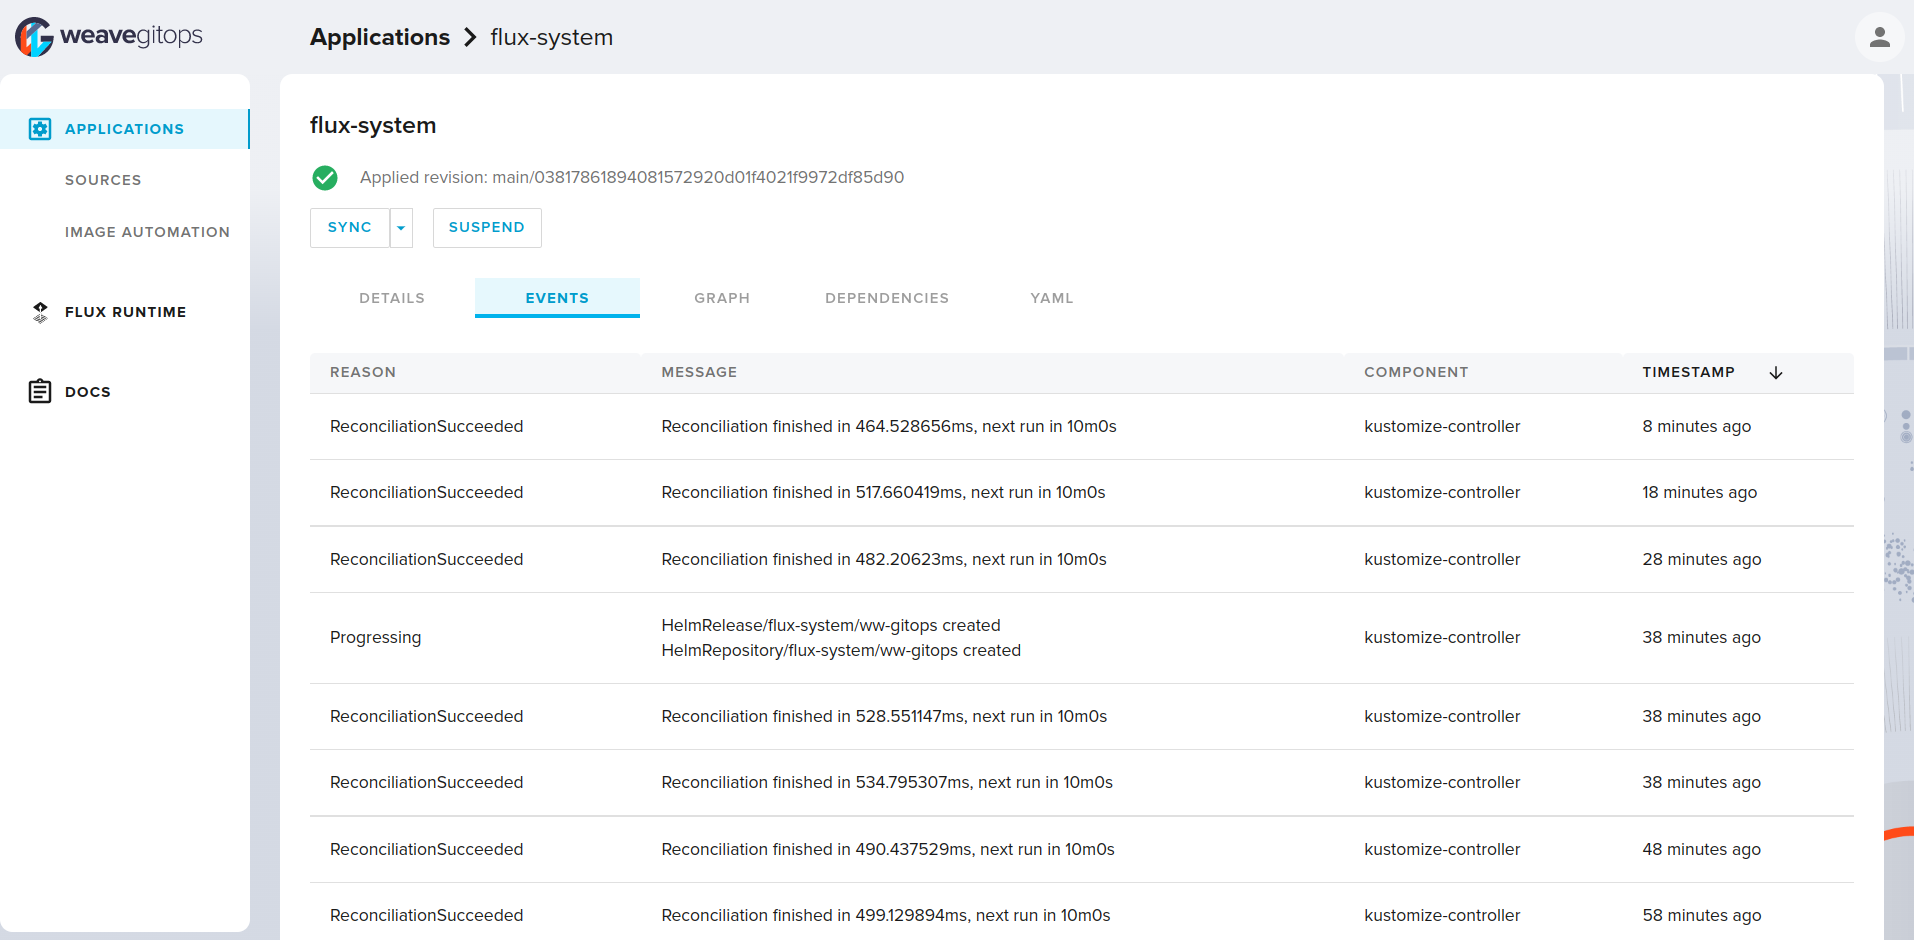 weavegitops
Applications > flux-system
APPLICATIONS
SOURCES
IMAGE AUTOMATION
FLUX RUNTIME
DOCS
flux-system
Applied revision: main/03817861894081572920d01f4021f9972df85d90
SYNC SUSPEND
DETAILS EVENTS GRAPH DEPENDENCIES YAML
REASON MESSAGE COMPONENT TIMESTAMP
ReconciliationSucceeded Reconciliation finished in 464.528656ms, next run in 10m0s kustomize-controller 8 minutes ago
ReconciliationSucceeded Reconciliation finished in 517.660419ms, next run in 10m0s kustomize-controller 18 minutes ago
ReconciliationSucceeded Reconciliation finished in 482.20623ms, next run in 10m0s kustomize-controller 28 minutes ago
Progressing HelmRelease/flux-system/ww-gitops created
HelmRepository/flux-system/ww-gitops created kustomize-controller 38 minutes ago
ReconciliationSucceeded Reconciliation finished in 528.551147ms, next run in 10m0s kustomize-controller 38 minutes ago
ReconciliationSucceeded Reconciliation finished in 534.795307ms, next run in 10m0s kustomize-controller 38 minutes ago
ReconciliationSucceeded Reconciliation finished in 490.437529ms, next run in 10m0s kustomize-controller 48 minutes ago
ReconciliationSucceeded Reconciliation finished in 499.129894ms, next run in 10m0s kustomize-controller 58 minutes ago